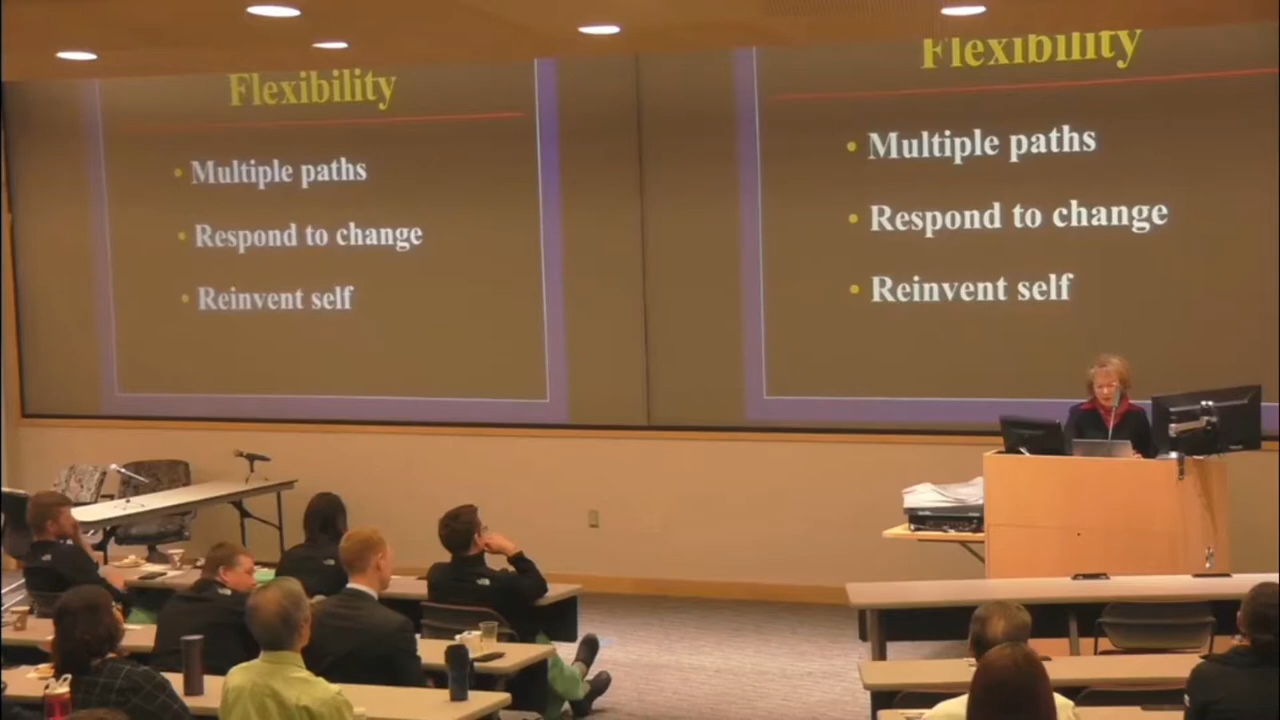 Flexibility
• Multiple paths
• Respond to change
• Reinvent self
Flexibility
• Multiple paths
• Respond to change
• Reinvent self